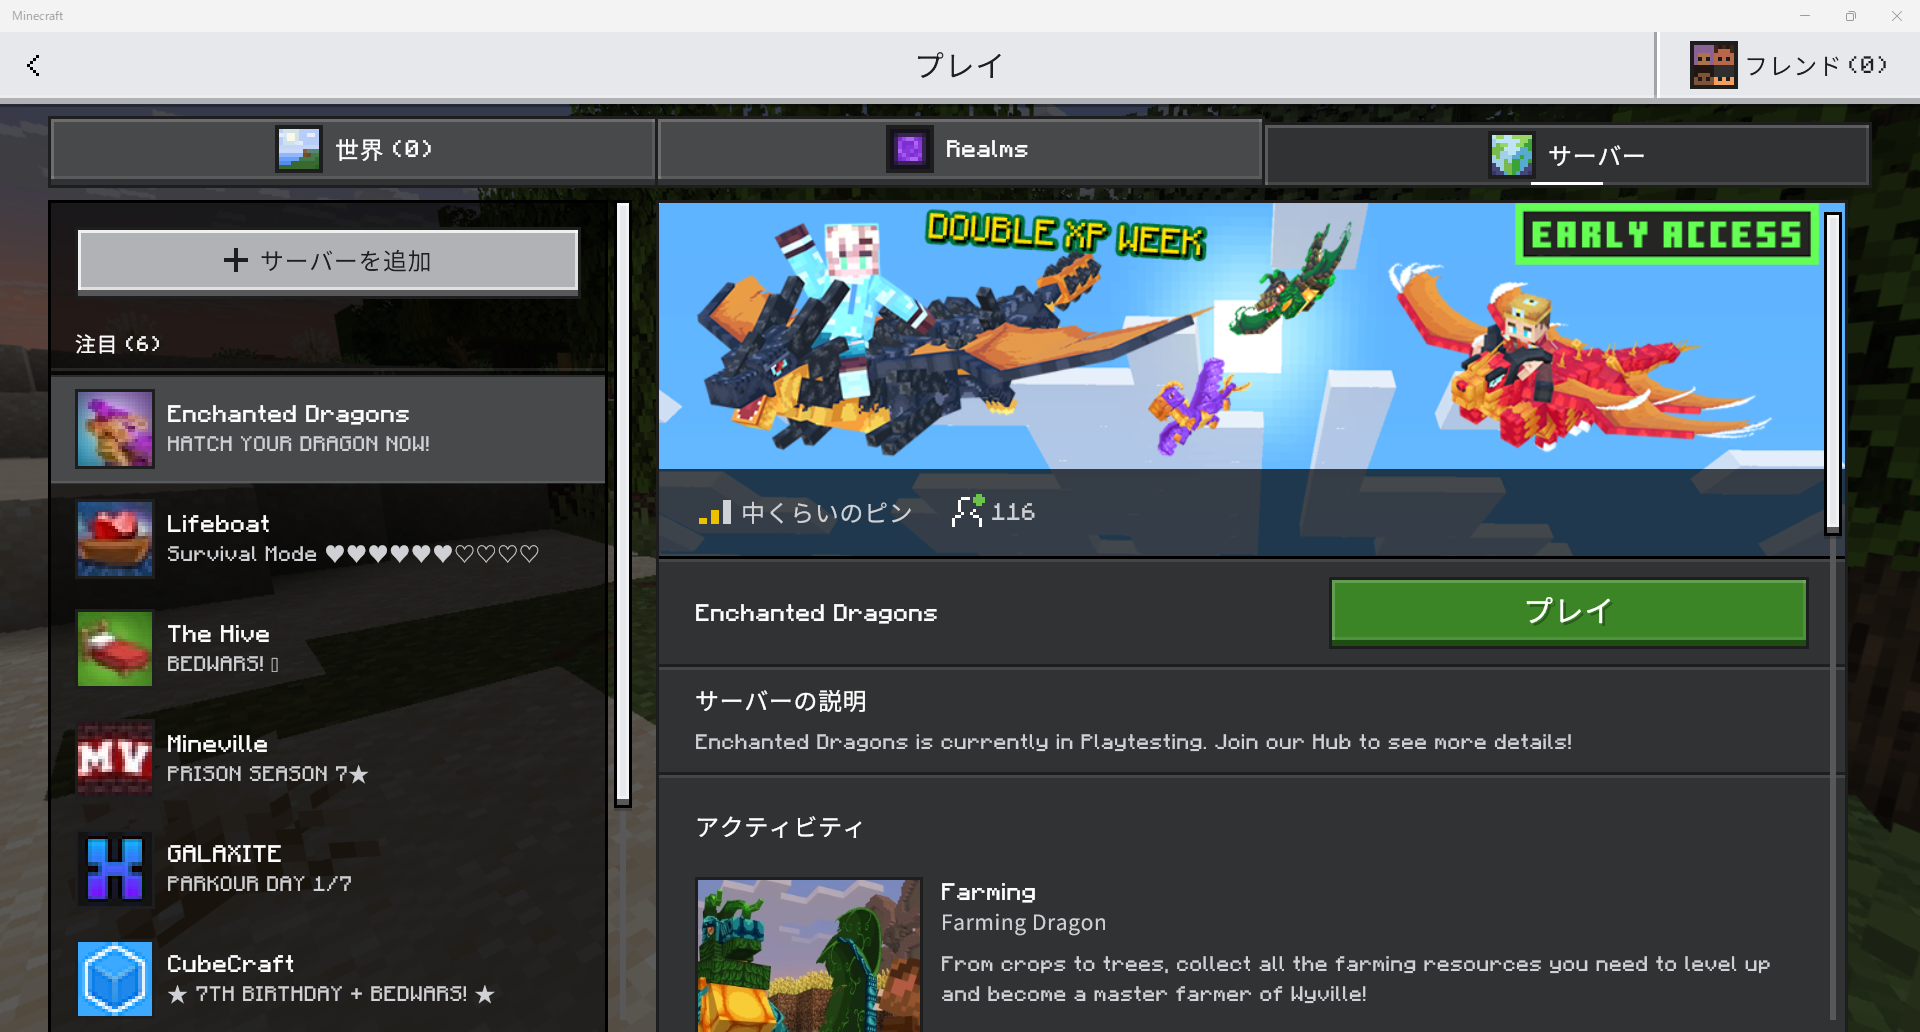 Minecraft
プレイ
フレンド (0)
世界 (0)
Realms
サーバー
サーバーを追加
注目 (6)
Enchanted Dragons
HATCH YOUR DRAGON NOW!
Lifeboat
Survival Mode ♥♥♥♥♥♥♡♡♡♡
The Hive
BEDWARS! ▯
MV
Mineville
PRISON SEASON 7★
GALAXITE
PARKOUR DAY 1/7
CubeCraft
★ 7TH BIRTHDAY + BEDWARS! ★
DOUBLE XP WEEK
EARLY ACCESS
中くらいのピン
116
Enchanted Dragons
プレイ
サーバーの説明
Enchanted Dragons is currently in Playtesting. Join our Hub to see more details!
アクティビティ
Farming
Farming Dragon
From crops to trees, collect all the farming resources you need to level up
and become a master farmer of Wyville!